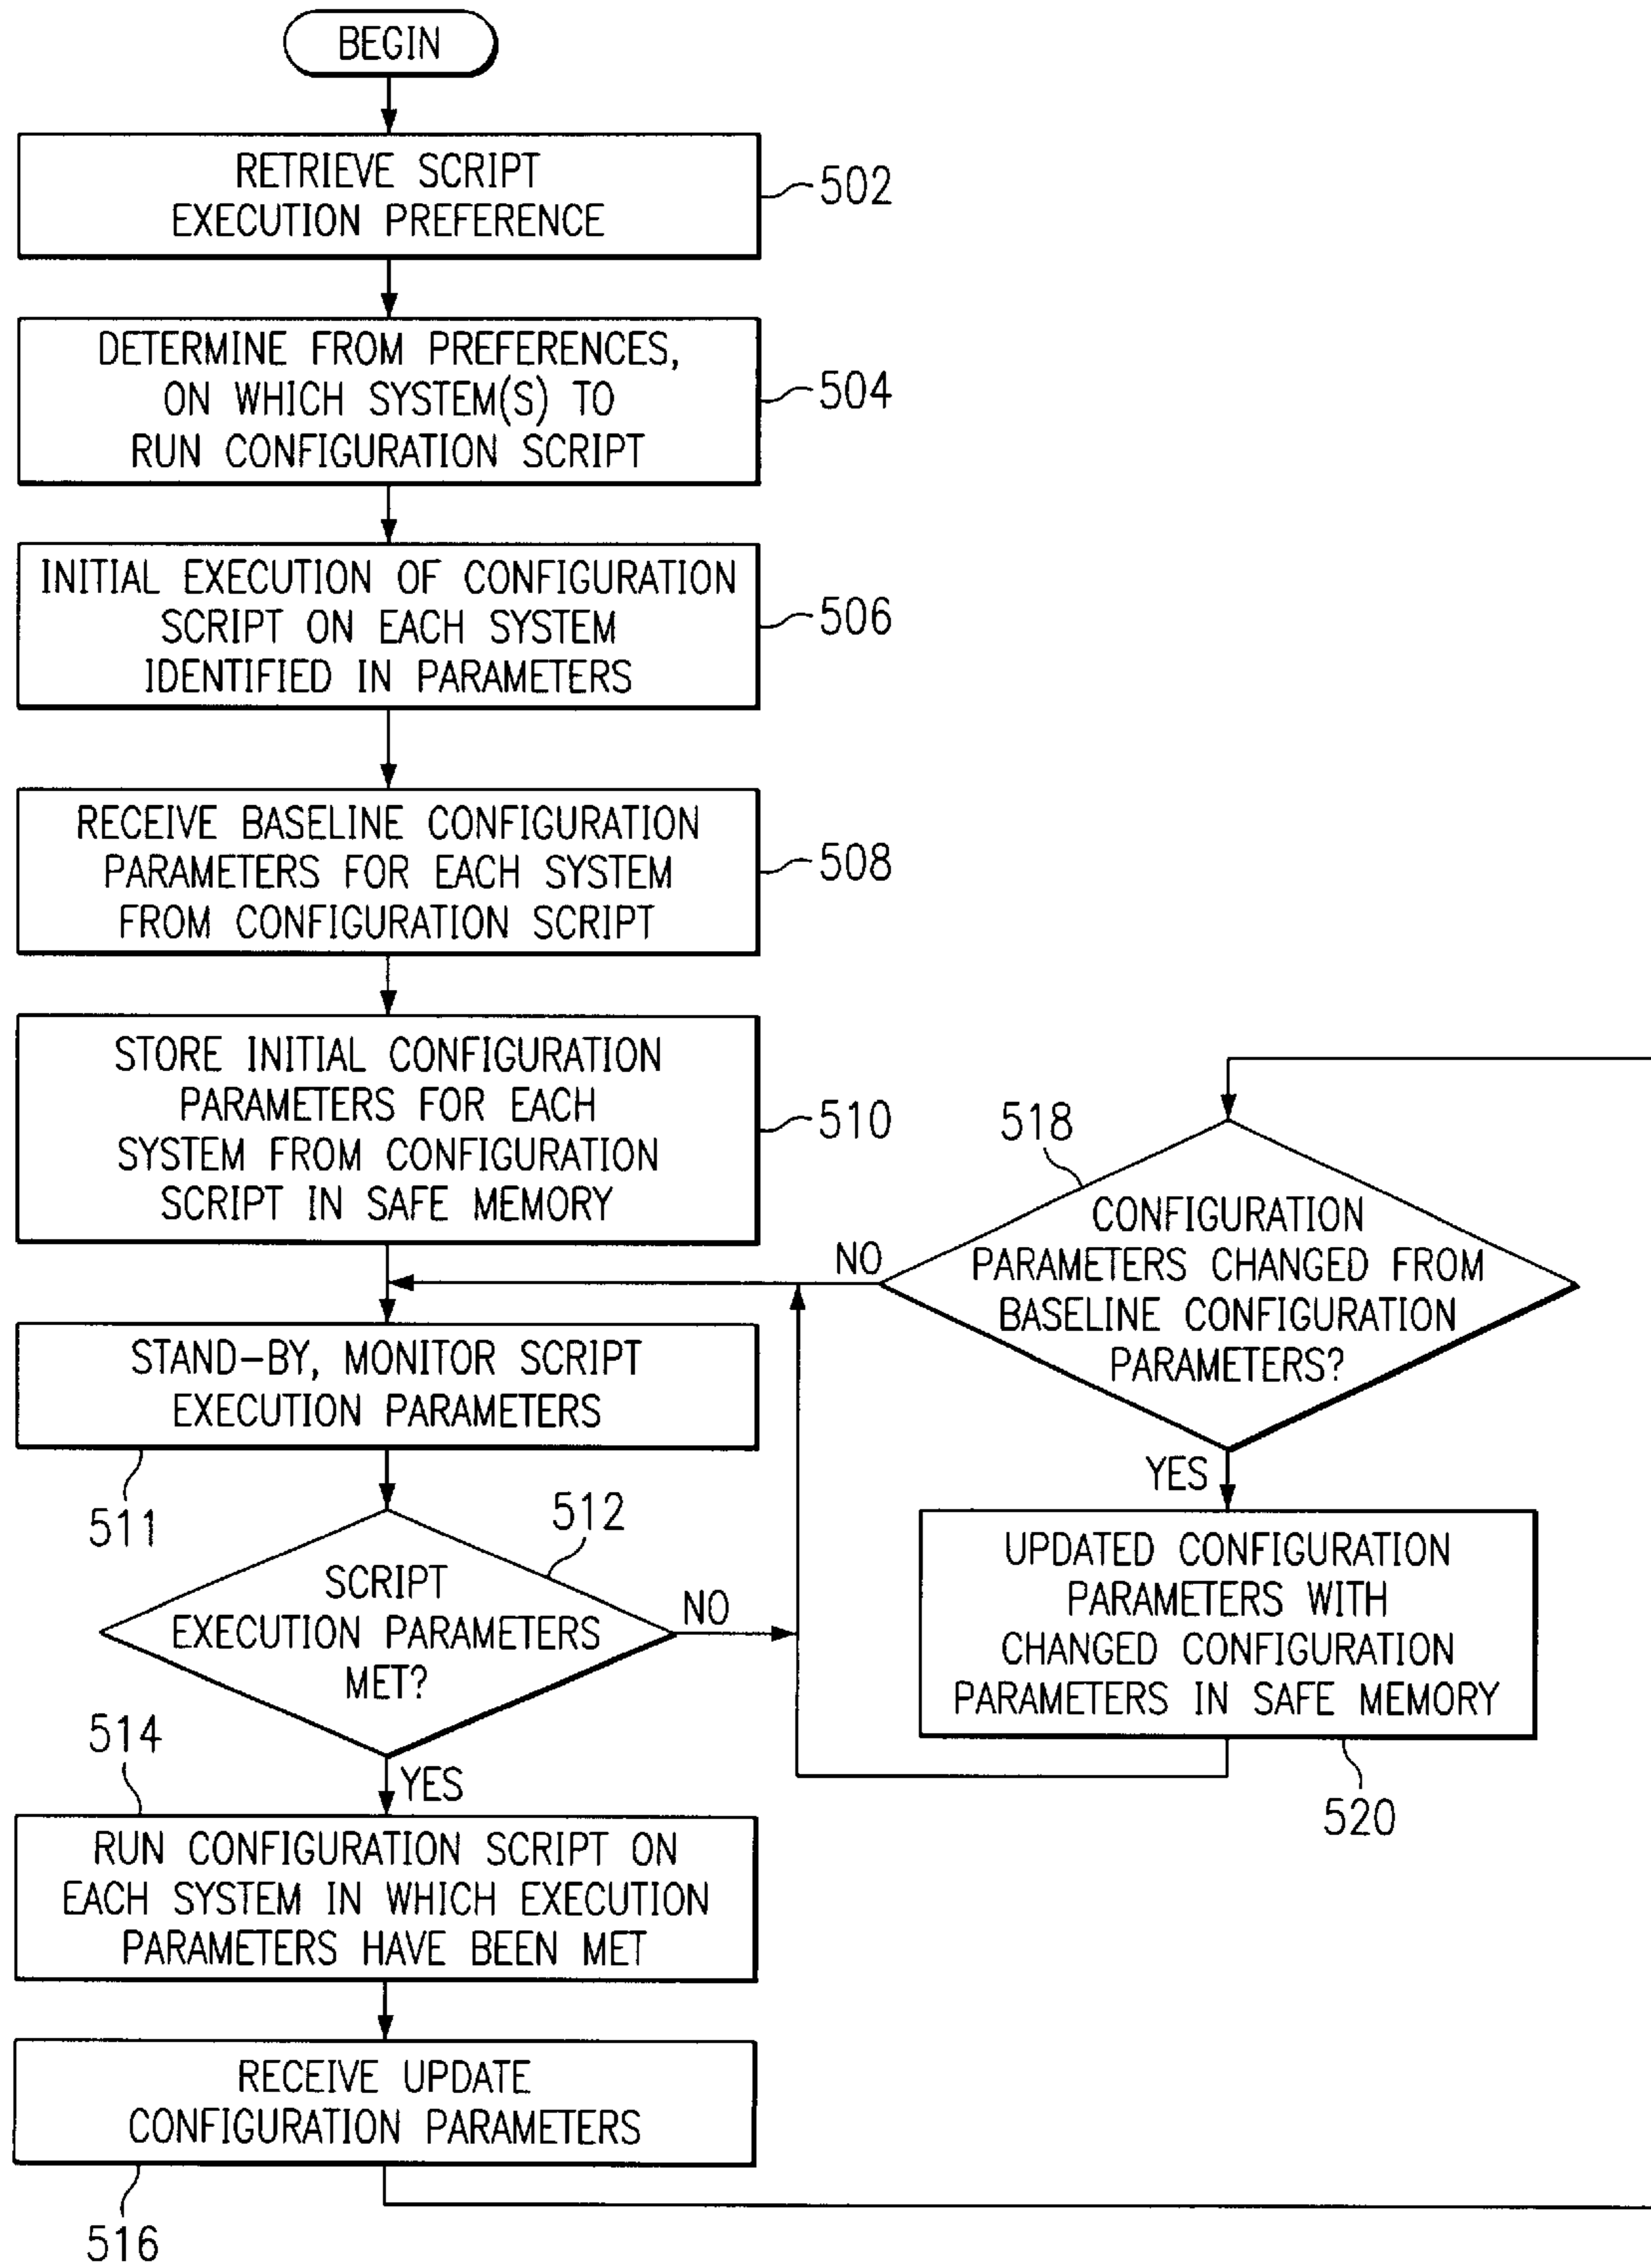 BEGIN
RETRIEVE SCRIPT
EXECUTION PREFERENCE
502
DETERMINE FROM PREFERENCES,
ON WHICH SYSTEM(S) TO
RUN CONFIGURATION SCRIPT
504
INITIAL EXECUTION OF CONFIGURATION
SCRIPT ON EACH SYSTEM
IDENTIFIED IN PARAMETERS
506
RECEIVE BASELINE CONFIGURATION
PARAMETERS FOR EACH SYSTEM
FROM CONFIGURATION SCRIPT
508
STORE INITIAL CONFIGURATION
PARAMETERS FOR EACH
SYSTEM FROM CONFIGURATION
SCRIPT IN SAFE MEMORY
510
STAND-BY, MONITOR SCRIPT
EXECUTION PARAMETERS
511
SCRIPT
EXECUTION PARAMETERS
MET?
512
NO
YES
514
RUN CONFIGURATION SCRIPT ON
EACH SYSTEM IN WHICH EXECUTION
PARAMETERS HAVE BEEN MET
RECEIVE UPDATE
CONFIGURATION PARAMETERS
516
518
CONFIGURATION
PARAMETERS CHANGED FROM
BASELINE CONFIGURATION
PARAMETERS?
NO
YES
UPDATED CONFIGURATION
PARAMETERS WITH
CHANGED CONFIGURATION
PARAMETERS IN SAFE MEMORY
520